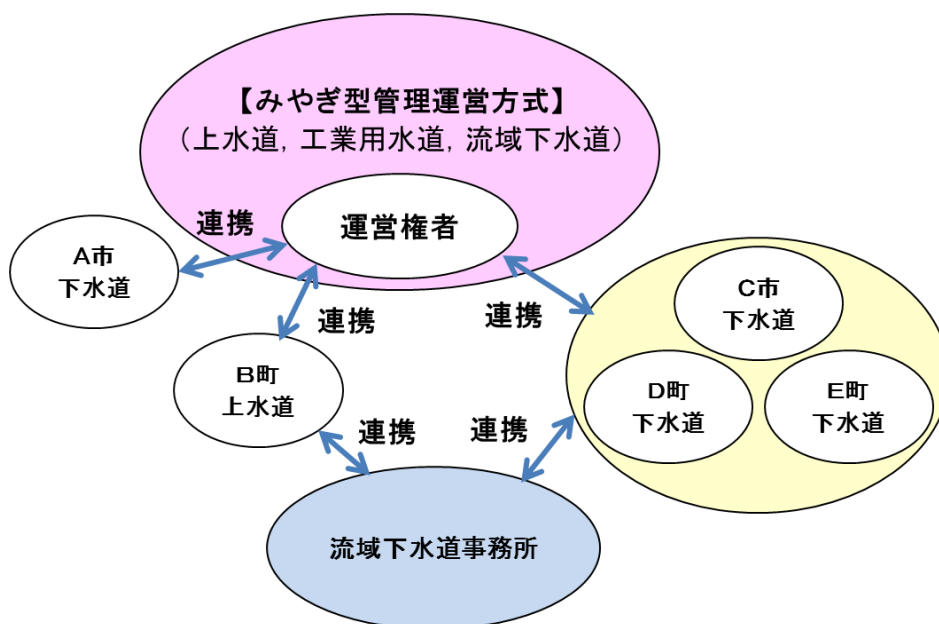 【みやぎ型管理運営方式】
（上水道, 工業用水道, 流域下水道）
連携
運営権者
A市
下水道
連携
連携
C市
下水道
B町
上水道
D町
下水道
E町
下水道
連携
連携
流域下水道事務所